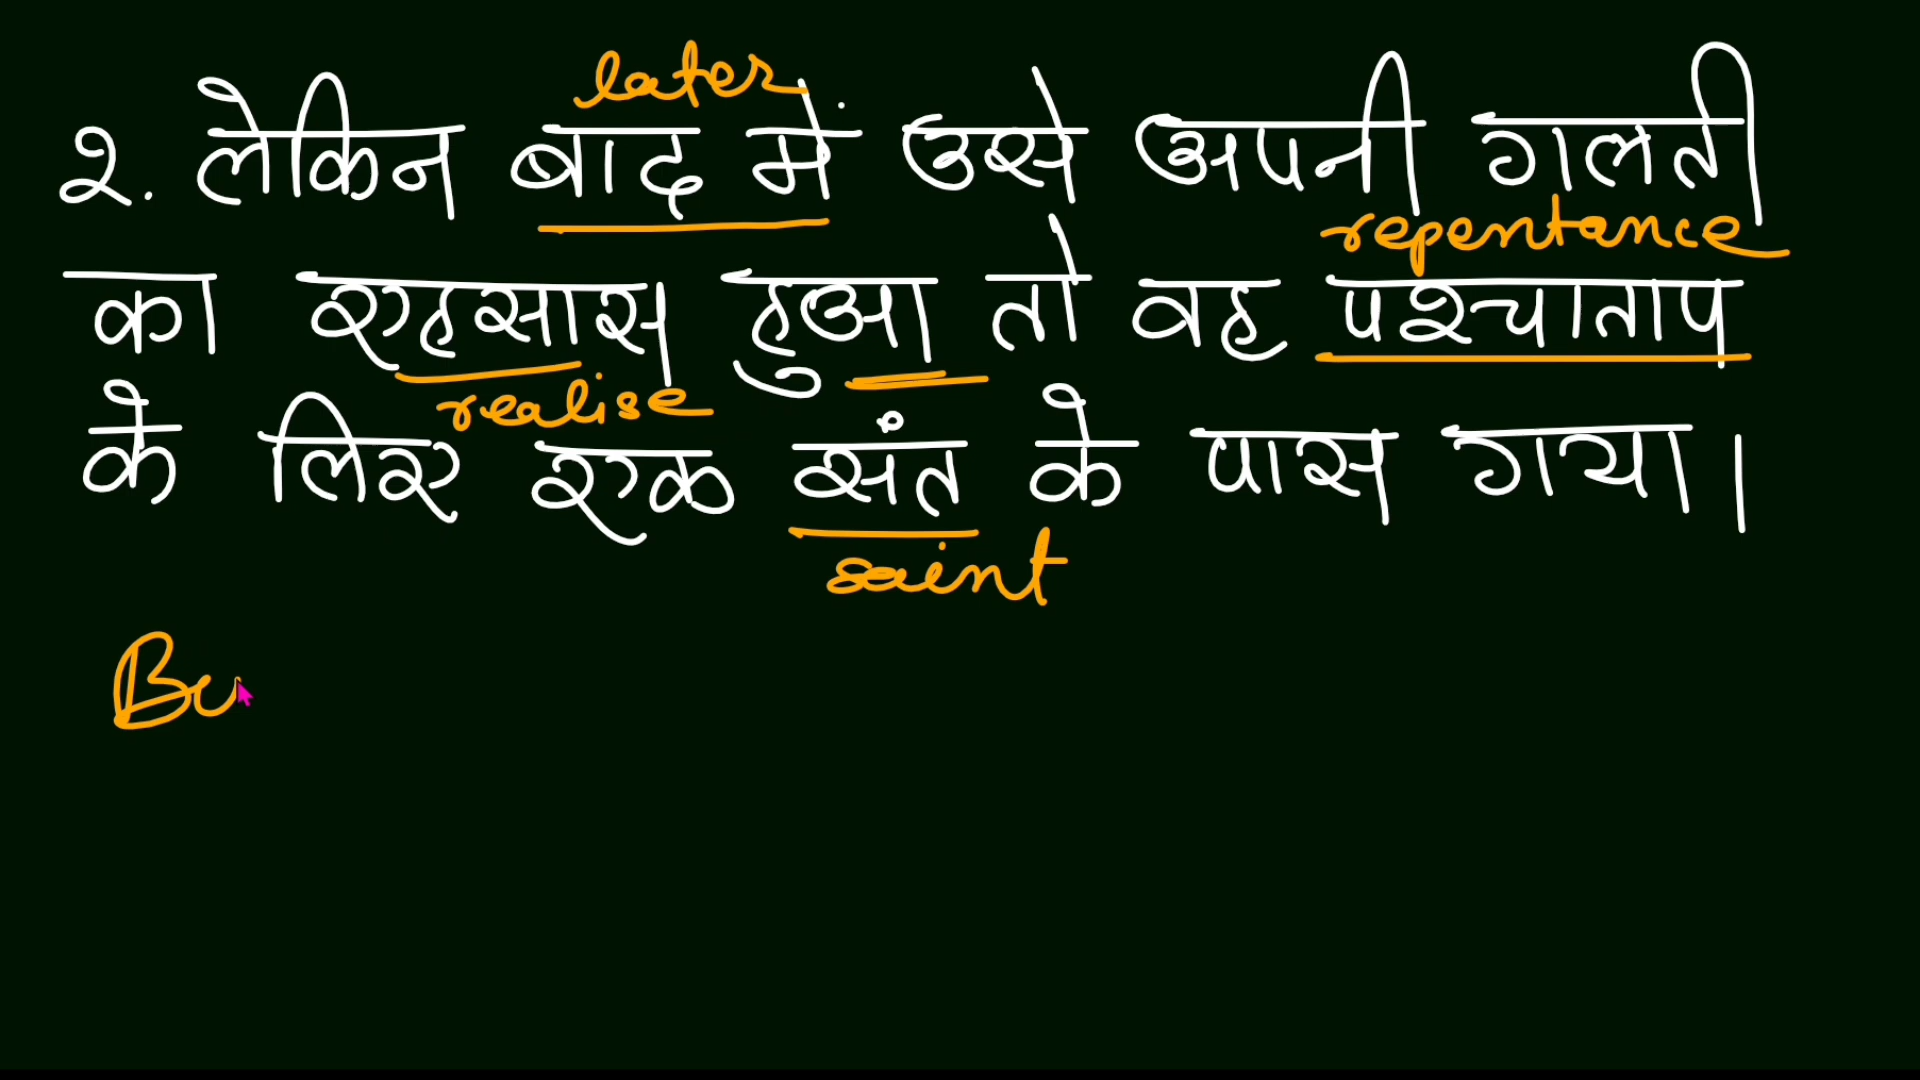 later
२. लेकिन बाद में उसे अपनी गलती
repentance
का एहसास हुआ तो वह पश्चाताप
realise
के लिए एक संत के पास गया।
saint
Bu